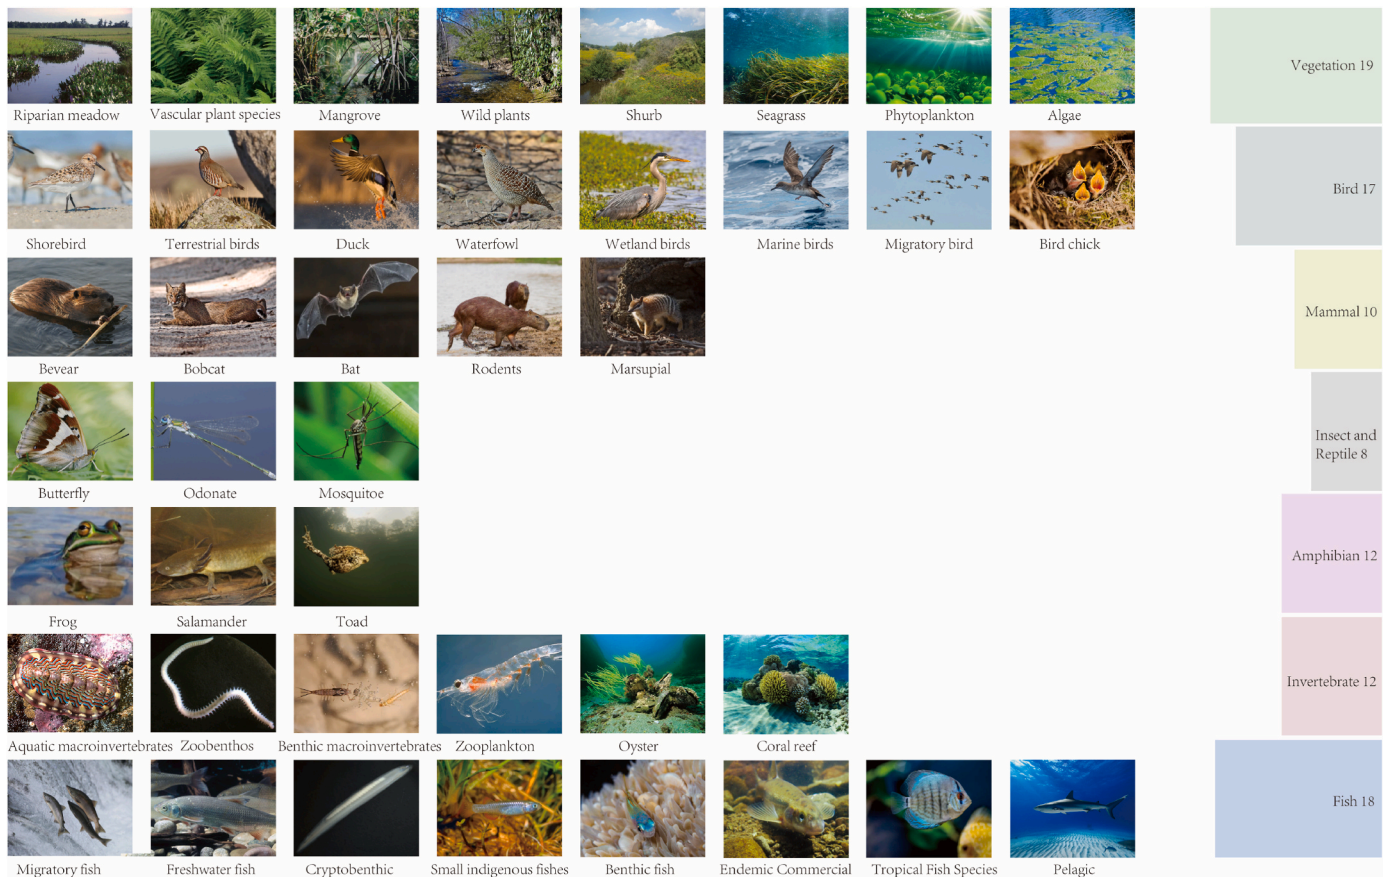 Riparian meadow
Vascular plant species
Mangrove
Wild plants
Shurb
Seagrass
Phytoplankton
Algae
Vegetation 19
Shorebird
Terrestrial birds
Duck
Waterfowl
Wetland birds
Marine birds
Migratory bird
Bird chick
Bird 17
Bevear
Bobcat
Bat
Rodents
Marsupial
Mammal 10
Butterfly
Odonate
Mosquitoe
Insect and
Reptile 8
Frog
Salamander
Toad
Amphibian 12
Aquatic macroinvertebrates
Zoobenthos
Benthic macroinvertebrates
Zooplankton
Oyster
Coral reef
Invertebrate 12
Migratory fish
Freshwater fish
Cryptobenthic
Small indigenous fishes
Benthic fish
Endemic Commercial
Tropical Fish Species
Pelagic
Fish 18